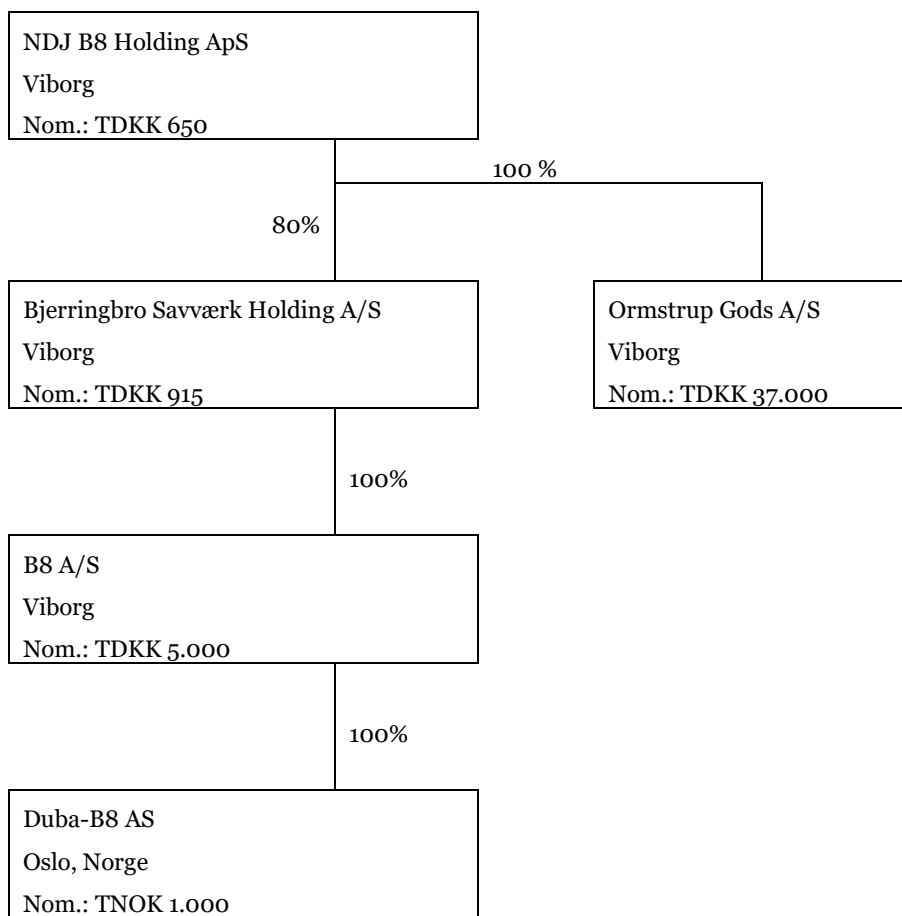 NDJ B8 Holding ApS
Viborg
Nom.: TDKK 650
100 %
80%
Bjerringbro Savværk Holding A/S
Viborg
Nom.: TDKK 915
Ormstrup Gods A/S
Viborg
Nom.: TDKK 37.000
100%
B8 A/S
Viborg
Nom.: TDKK 5.000
100%
Duba-B8 AS
Oslo, Norge
Nom.: TNOK 1.000